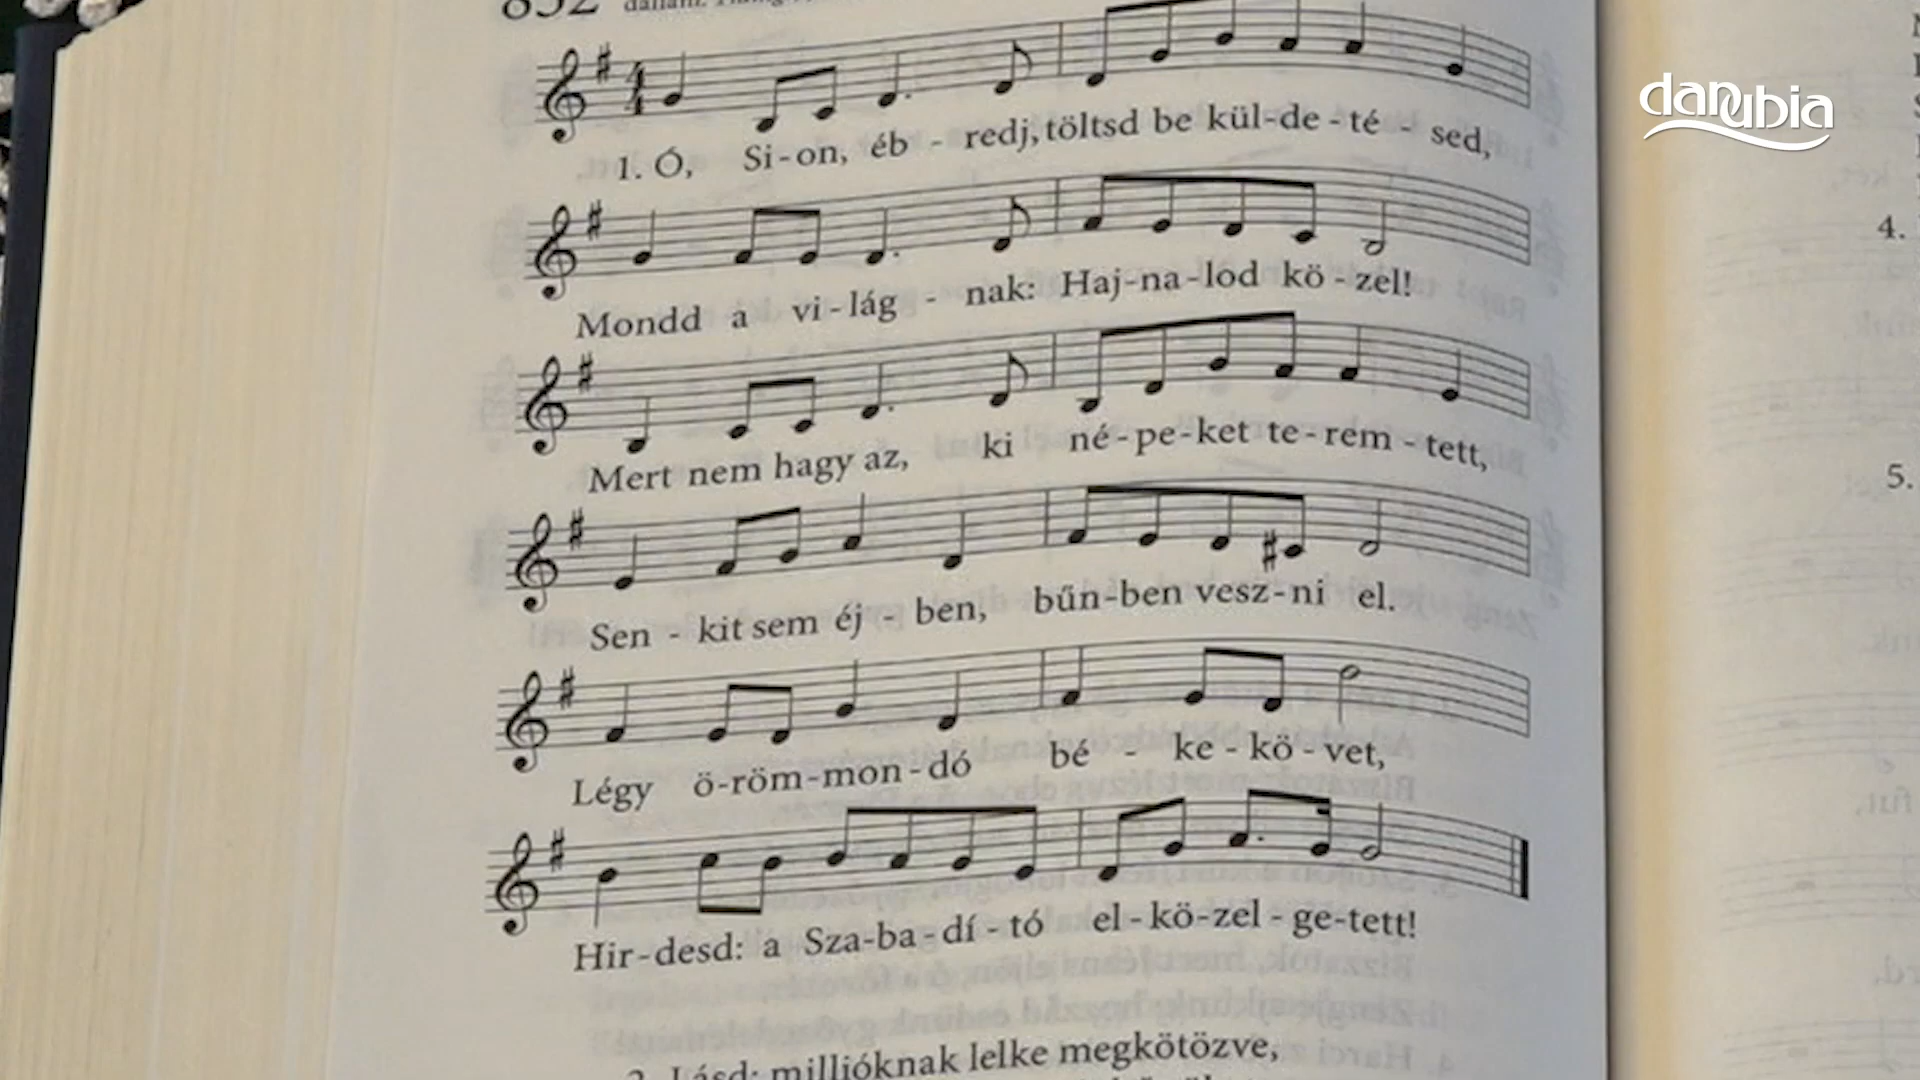 852
danubia
1. Ó, Si-on, éb - redj, töltsd be kül-de-té - sed,
Mondd a vi-lág - nak: Haj-na-lod kö-zel!
Mert nem hagy az, ki né-pe-ket te-rem-tett,
Sen - kit sem éj - ben, bűn-ben vesz-ni el.
Légy ö-röm-mon-dó bé - ke-kö-vet,
Hir-desd: a Sza-ba-dí-tó el-kö-zel-ge-tett!
2. Lásd: millióknak lelke megkötözve,
4.
5.